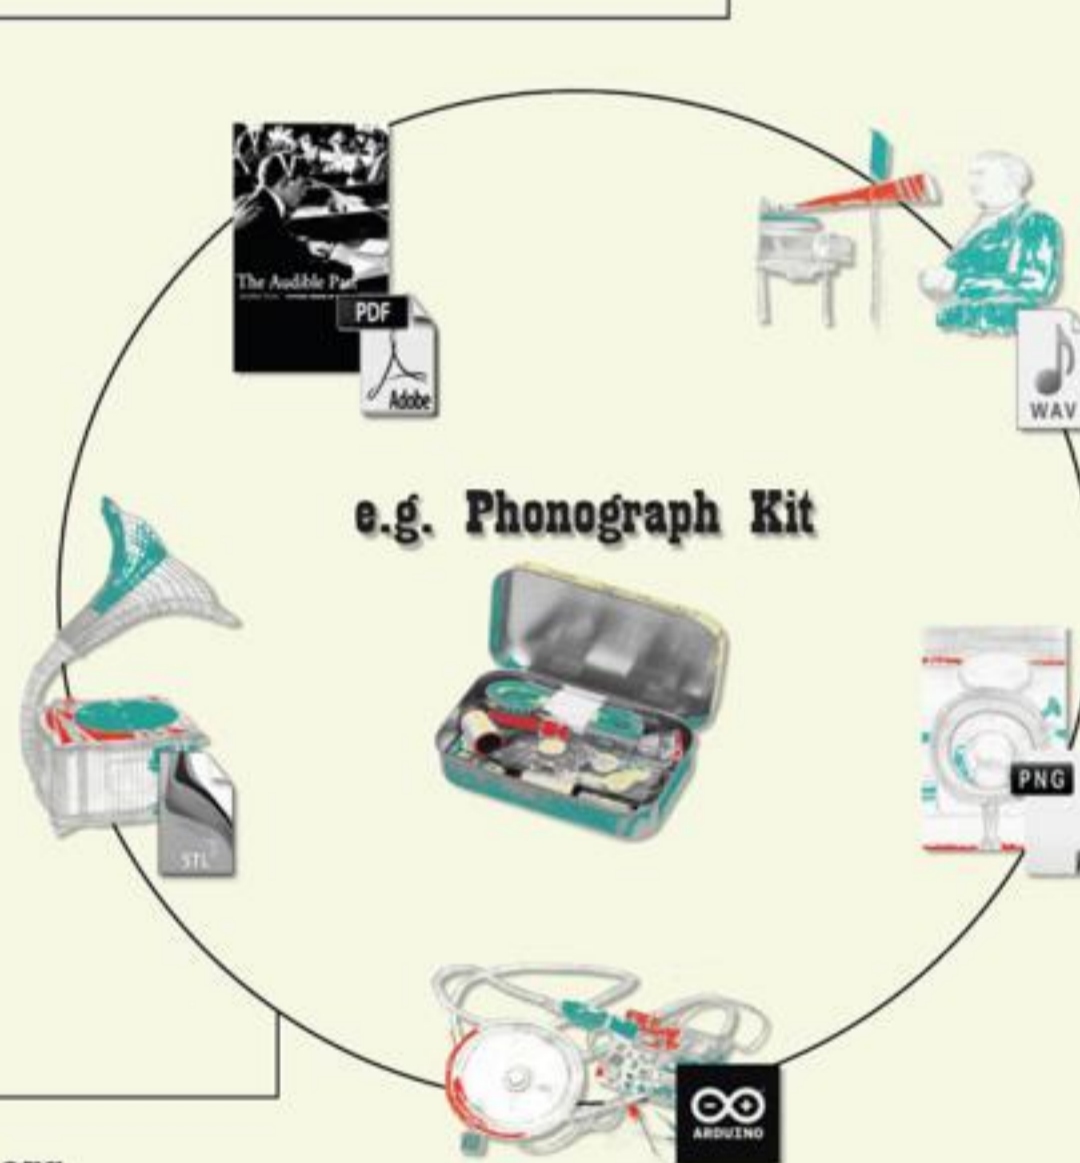 The Audible Past
PDF
Adobe
WAV
e.g. Phonograph Kit
PNG
STL
ARDUINO